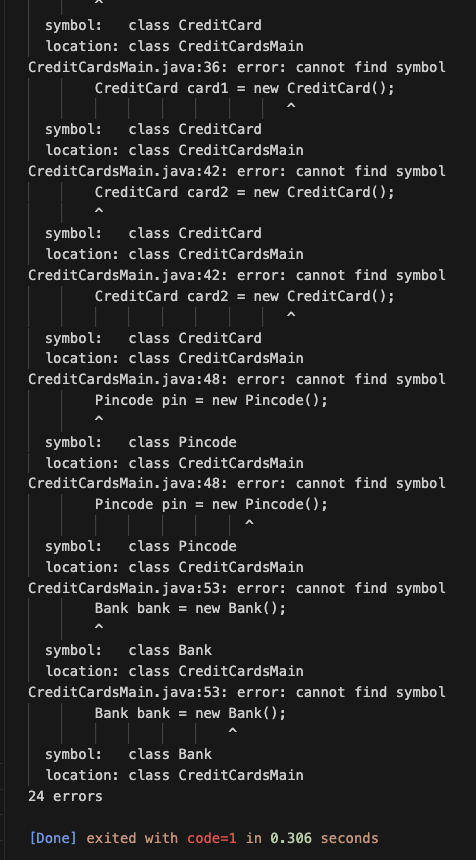 ^
symbol:   class CreditCard
location: class CreditCardsMain
CreditCardsMain.java:36: error: cannot find symbol
CreditCard card1 = new CreditCard();
^
symbol:   class CreditCard
location: class CreditCardsMain
CreditCardsMain.java:42: error: cannot find symbol
CreditCard card2 = new CreditCard();
^
symbol:   class CreditCard
location: class CreditCardsMain
CreditCardsMain.java:42: error: cannot find symbol
CreditCard card2 = new CreditCard();
^
symbol:   class CreditCard
location: class CreditCardsMain
CreditCardsMain.java:48: error: cannot find symbol
Pincode pin = new Pincode();
^
symbol:   class Pincode
location: class CreditCardsMain
CreditCardsMain.java:48: error: cannot find symbol
Pincode pin = new Pincode();
^
symbol:   class Pincode
location: class CreditCardsMain
CreditCardsMain.java:53: error: cannot find symbol
Bank bank = new Bank();
^
symbol:   class Bank
location: class CreditCardsMain
CreditCardsMain.java:53: error: cannot find symbol
Bank bank = new Bank();
^
symbol:   class Bank
location: class CreditCardsMain
24 errors
[Done] exited with code=1 in 0.306 seconds